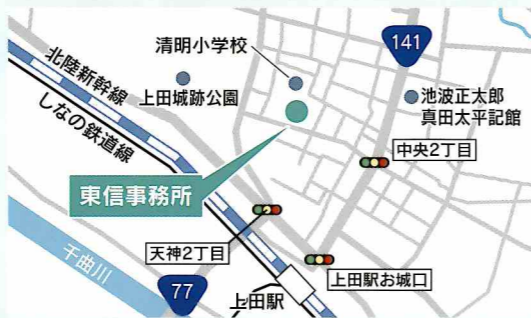 141
清明小学校
北陸新幹線
しなの鉄道線
上田城跡公園
池波正太郎
真田太平記館
中央2丁目
東信事務所
天神2丁目
上田駅お城口
千曲川
77
上田駅